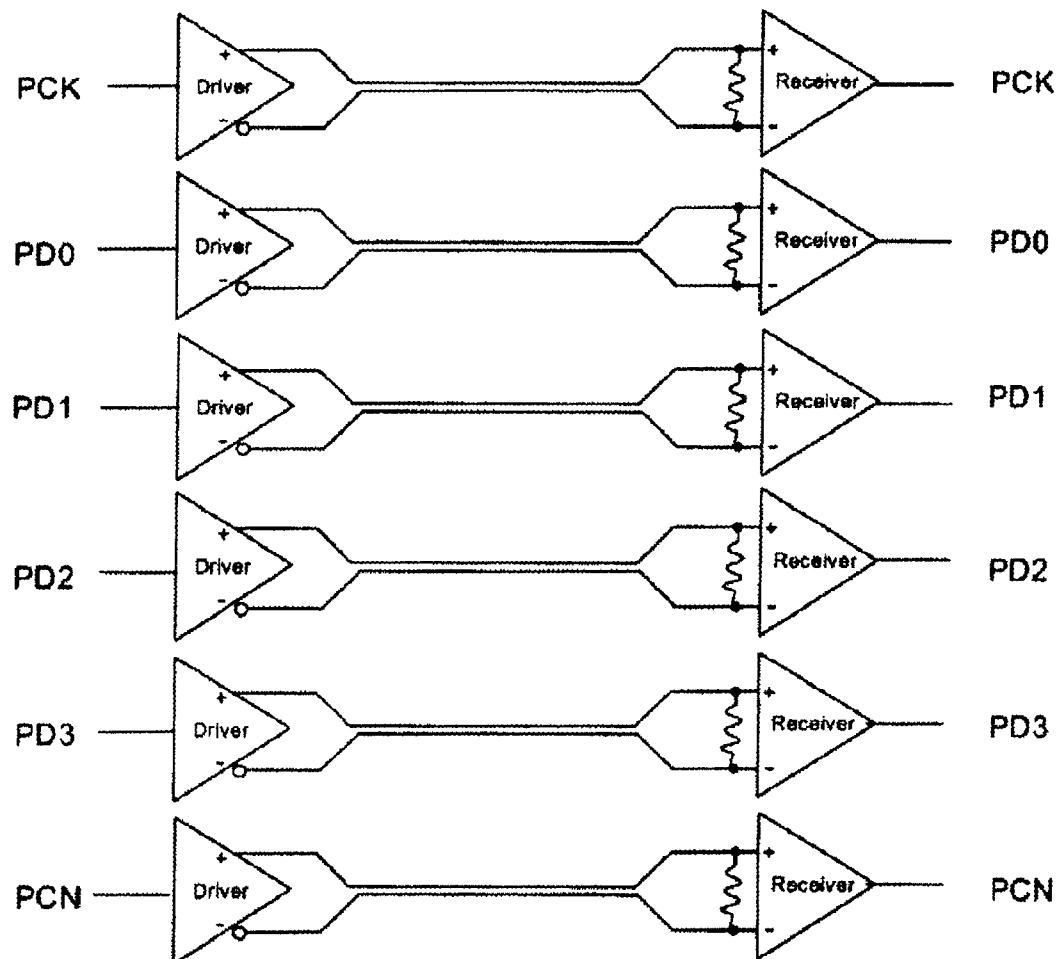 PCK + Driver - + Receiver - PCK
PD0 + Driver - + Receiver - PD0
PD1 + Driver - + Receiver - PD1
PD2 + Driver - + Receiver - PD2
PD3 + Driver - + Receiver - PD3
PCN + Driver - + Receiver - PCN